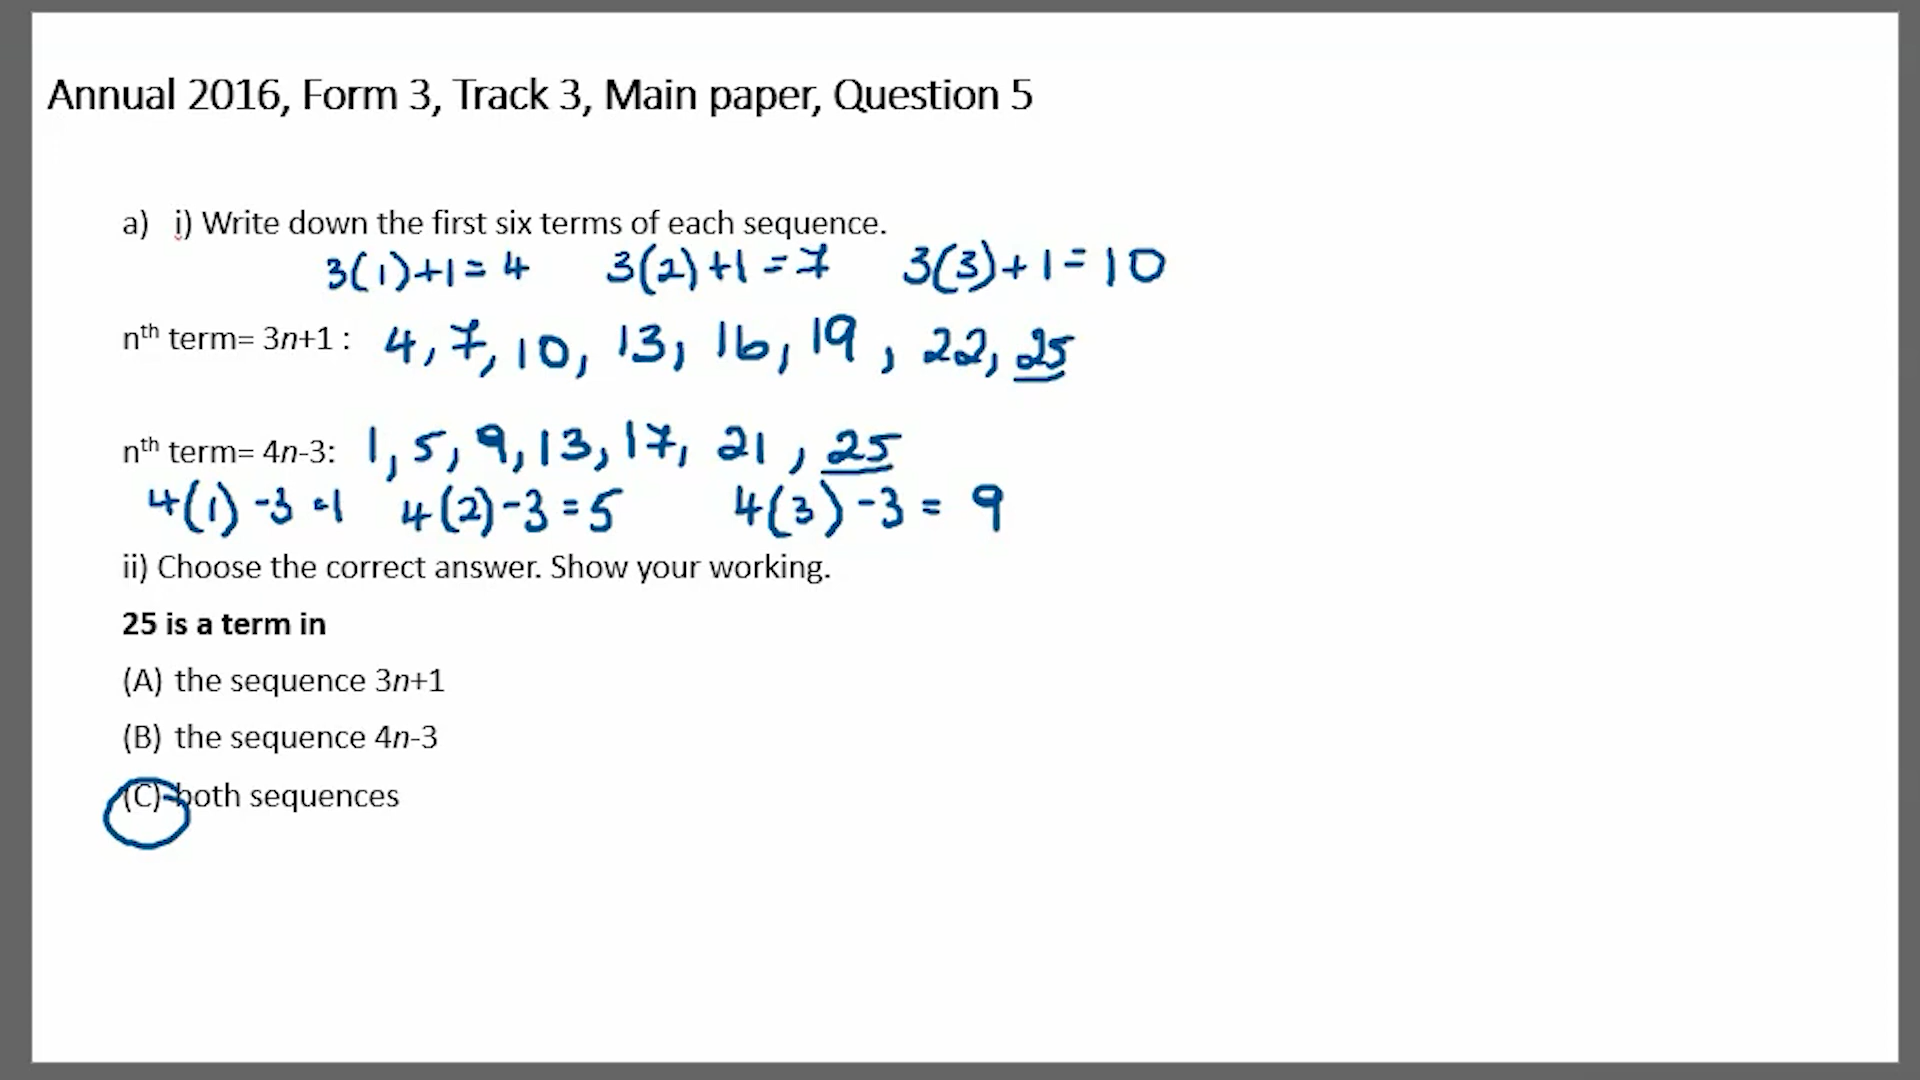 Annual 2016, Form 3, Track 3, Main paper, Question 5
a) i) Write down the first six terms of each sequence.
3(1)+1=4 3(2)+1=7 3(3)+1=10
nth term= 3n+1 : 4, 7, 10, 13, 16, 19, 22, 25
nth term= 4n-3: 1, 5, 9, 13, 17, 21, 25
4(1)-3=1 4(2)-3=5 4(3)-3=9
ii) Choose the correct answer. Show your working.
25 is a term in
(A) the sequence 3n+1
(B) the sequence 4n-3
(C) both sequences